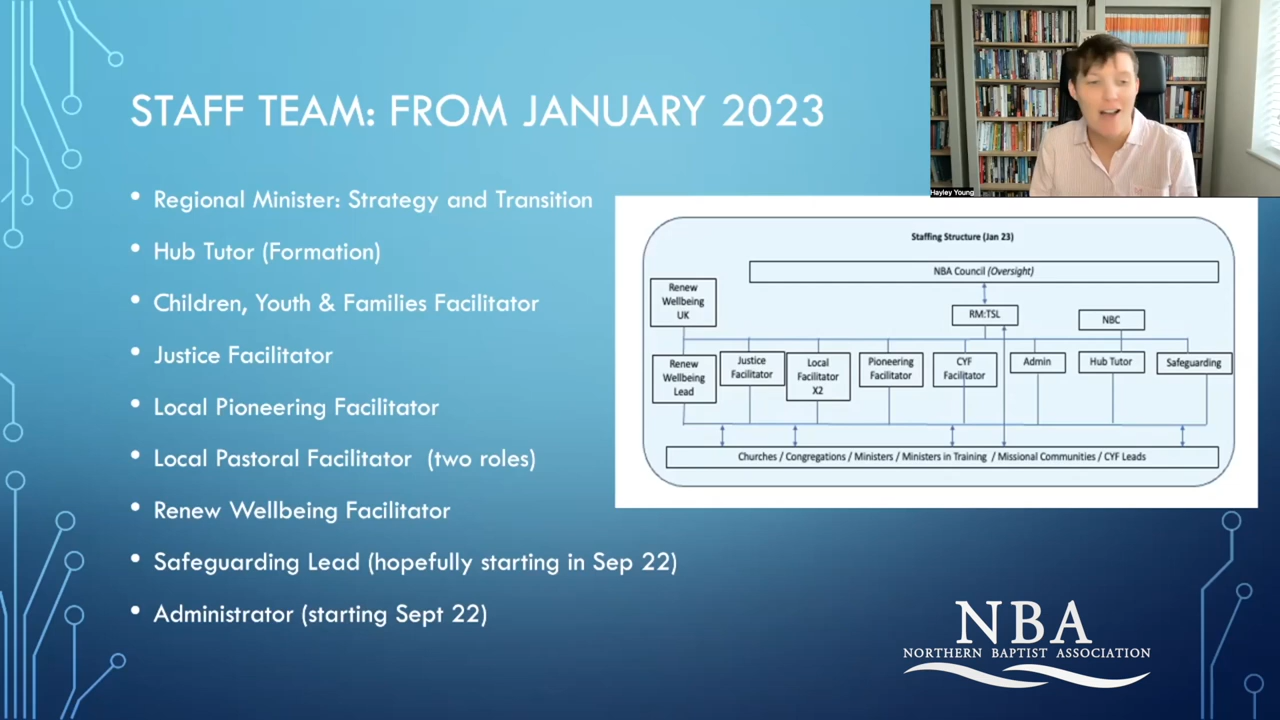 STAFF TEAM: FROM JANUARY 2023
• Regional Minister: Strategy and Transition
• Hub Tutor (Formation)
• Children, Youth & Families Facilitator
• Justice Facilitator
• Local Pioneering Facilitator
• Local Pastoral Facilitator (two roles)
• Renew Wellbeing Facilitator
• Safeguarding Lead (hopefully starting in Sep 22)
• Administrator (starting Sept 22)
Hayley Young
Staffing Structure (Jan 23)
NBA Council (Oversight)
Renew
Wellbeing
UK
RM:TSL
NBC
Renew
Wellbeing
Lead
Justice
Facilitator
Local
Facilitator
X2
Pioneering
Facilitator
CYF
Facilitator
Admin
Hub Tutor
Safeguarding
Churches / Congregations / Ministers / Ministers in Training / Missional Communities / CYF Leads
NBA
NORTHERN BAPTIST ASSOCIATION